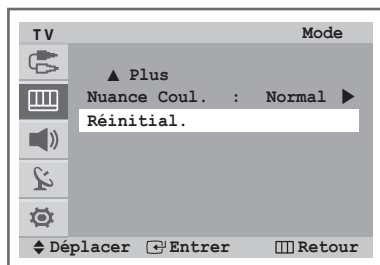 TV Mode
▲ Plus
Nuance Coul. : Normal ▶
Réinitial.
Déplacer Entrer Retour